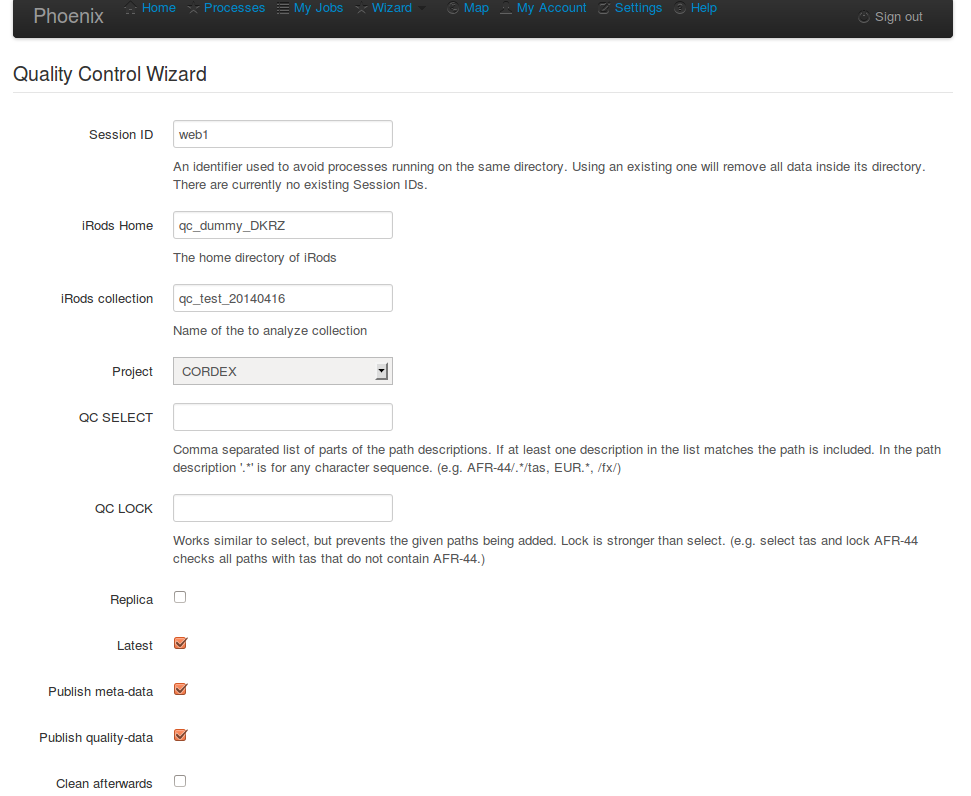 Phoenix Home Processes My Jobs Wizard Map My Account Settings Help Sign out
Quality Control Wizard
Session ID web1
An identifier used to avoid processes running on the same directory. Using an existing one will remove all data inside its directory.
There are currently no existing Session IDs.
iRods Home qc_dummy_DKRZ
The home directory of iRods
iRods collection qc_test_20140416
Name of the to analyze collection
Project CORDEX
QC SELECT
Comma separated list of parts of the path descriptions. If at least one description in the list matches the path is included. In the path
description '.*' is for any character sequence. (e.g. AFR-44/.*/tas, EUR.*, /fx/)
QC LOCK
Works similar to select, but prevents the given paths being added. Lock is stronger than select. (e.g. select tas and lock AFR-44
checks all paths with tas that do not contain AFR-44.)
Replica
Latest
Publish meta-data
Publish quality-data
Clean afterwards